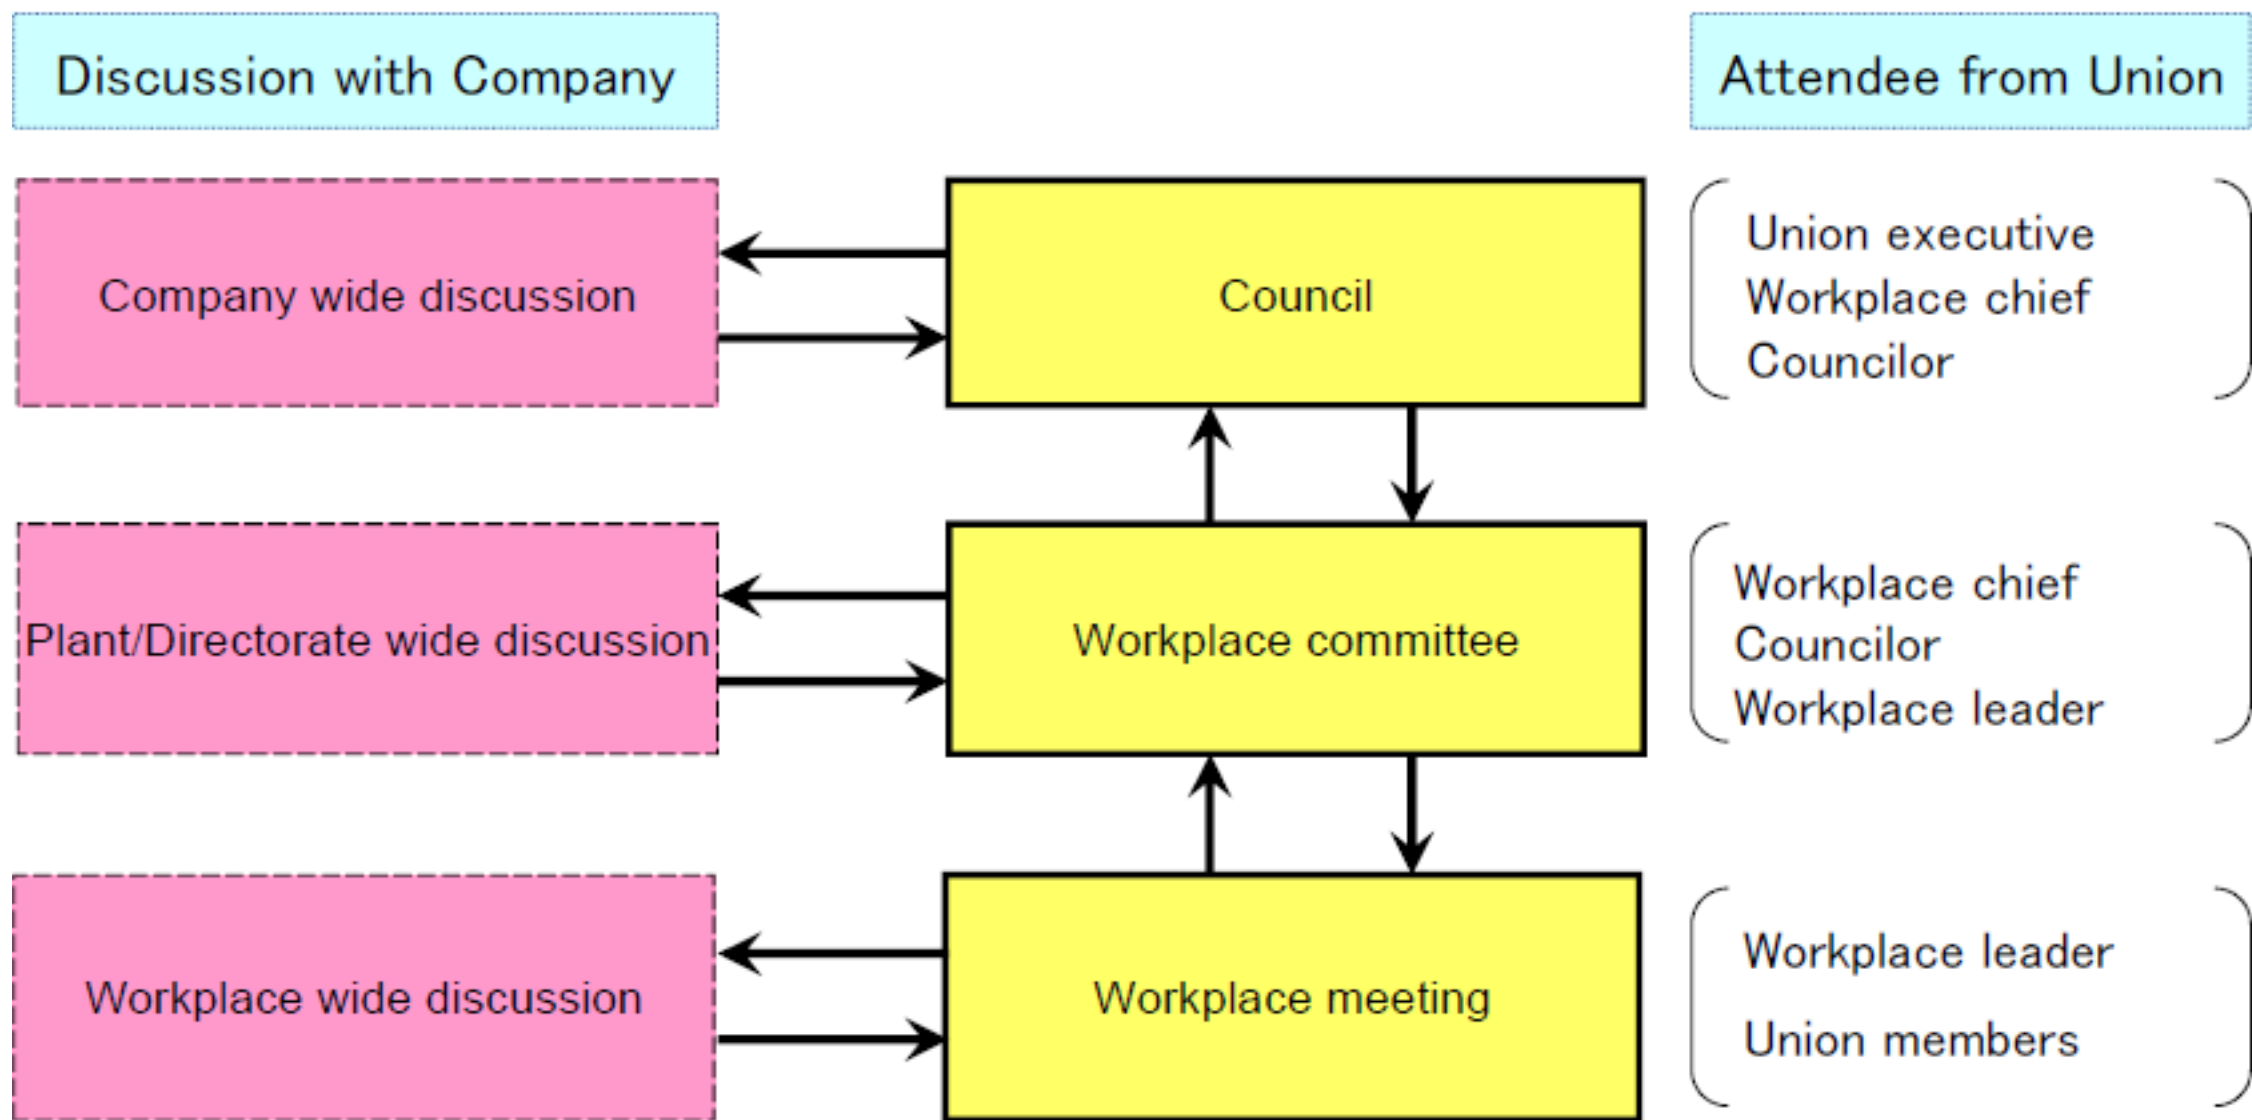 Discussion with Company
Attendee from Union
Company wide discussion
Council
Union executive
Workplace chief
Councilor
Plant/Directorate wide discussion
Workplace committee
Workplace chief
Councilor
Workplace leader
Workplace wide discussion
Workplace meeting
Workplace leader
Union members